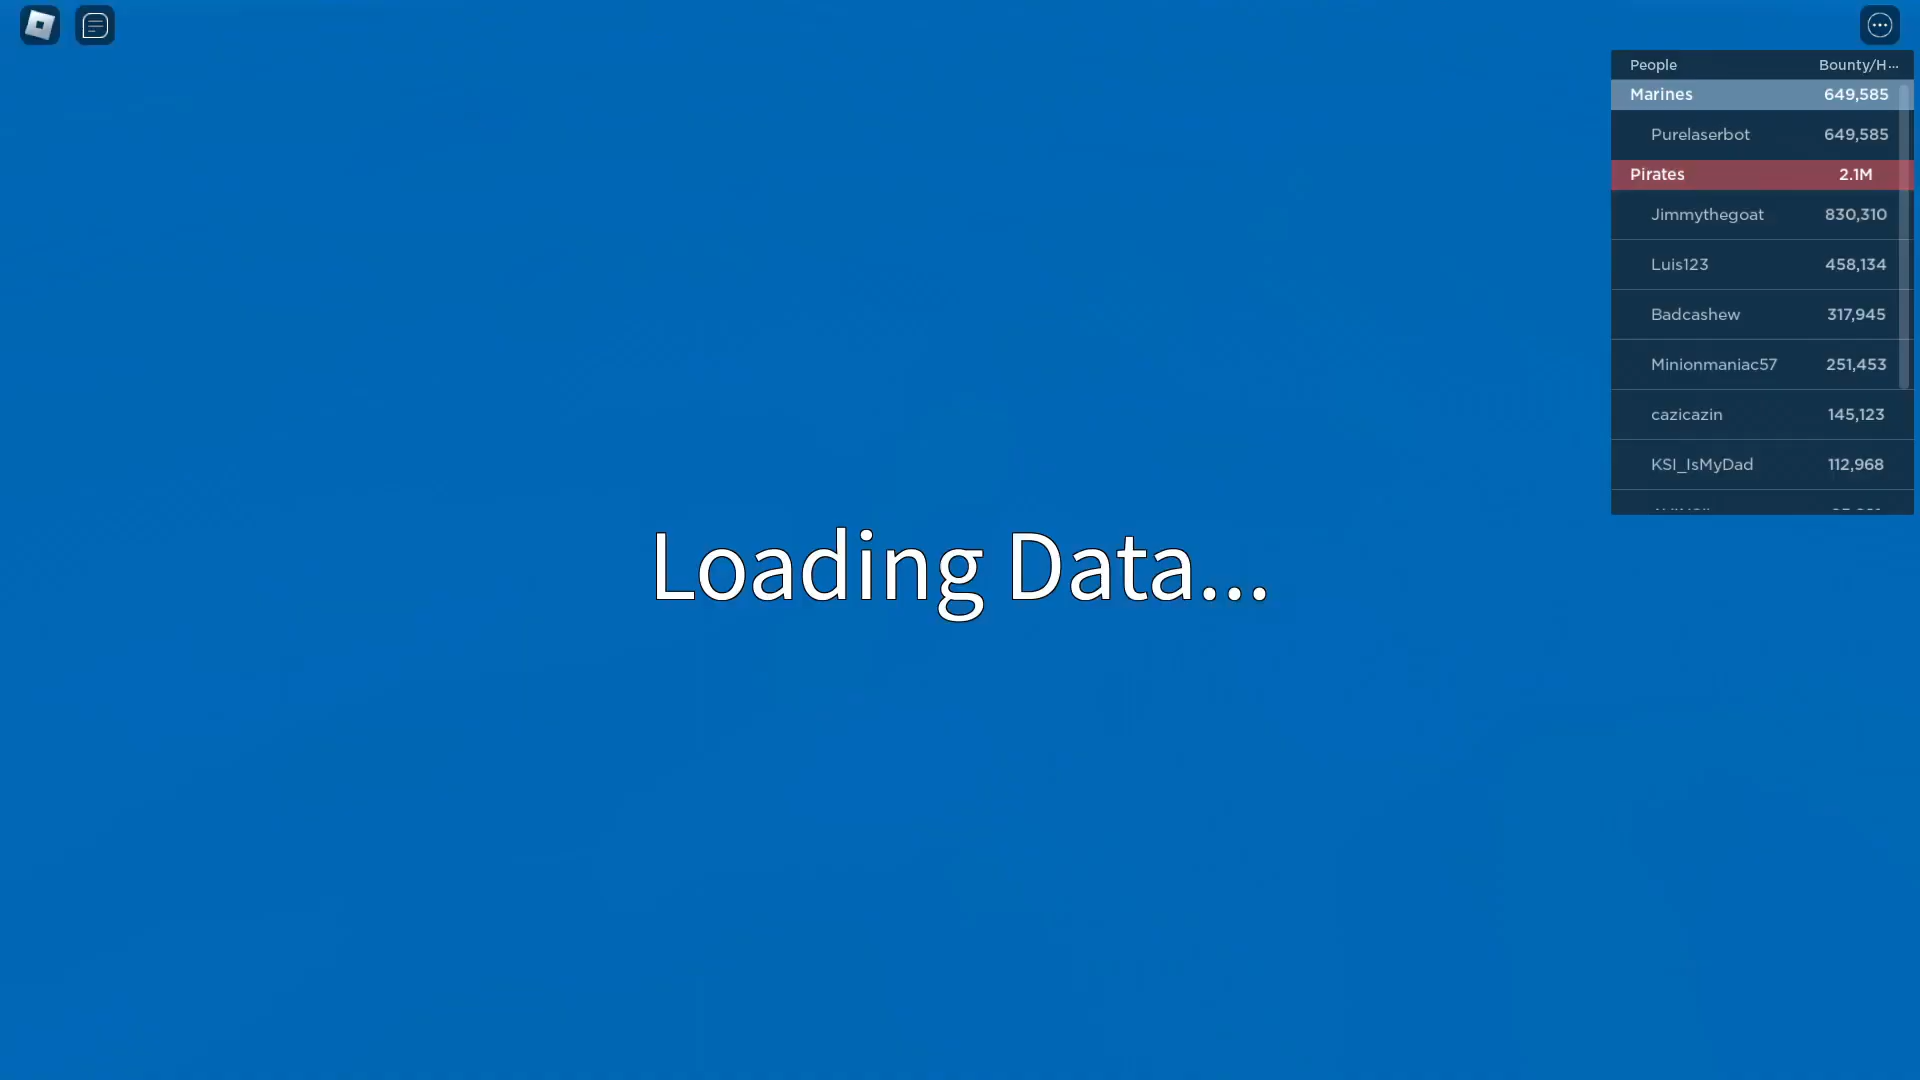 People Bounty/H...
Marines 649,585
Purelaserbot 649,585
Pirates 2.1M
Jimmythegoat 830,310
Luis123 458,134
Badcashew 317,945
Minionmaniac57 251,453
cazicazin 145,123
KSI_IsMyDad 112,968
Loading Data...